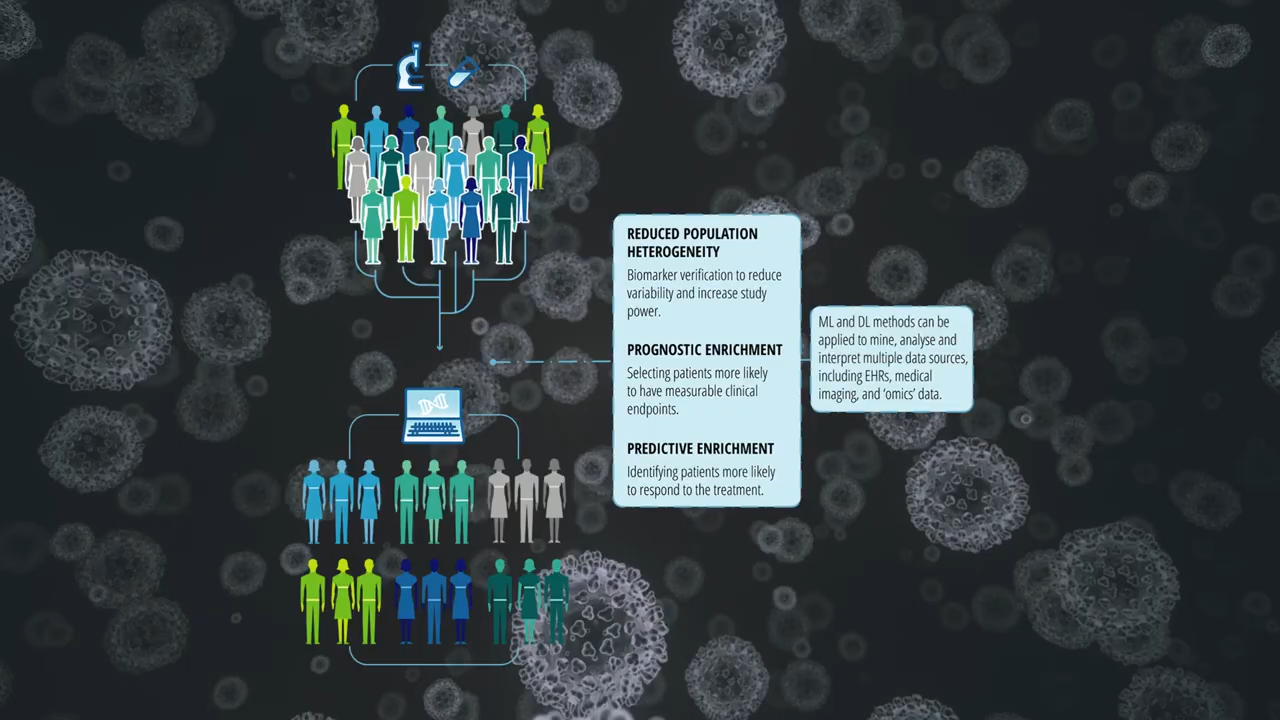 REDUCED POPULATION
HETEROGENEITY
Biomarker verification to reduce
variability and increase study
power.
PROGNOSTIC ENRICHMENT
Selecting patients more likely
to have measurable clinical
endpoints.
PREDICTIVE ENRICHMENT
Identifying patients more likely
to respond to the treatment.
ML and DL methods can be
applied to mine, analyse and
interpret multiple data sources,
including EHRs, medical
imaging, and ‘omics’ data.